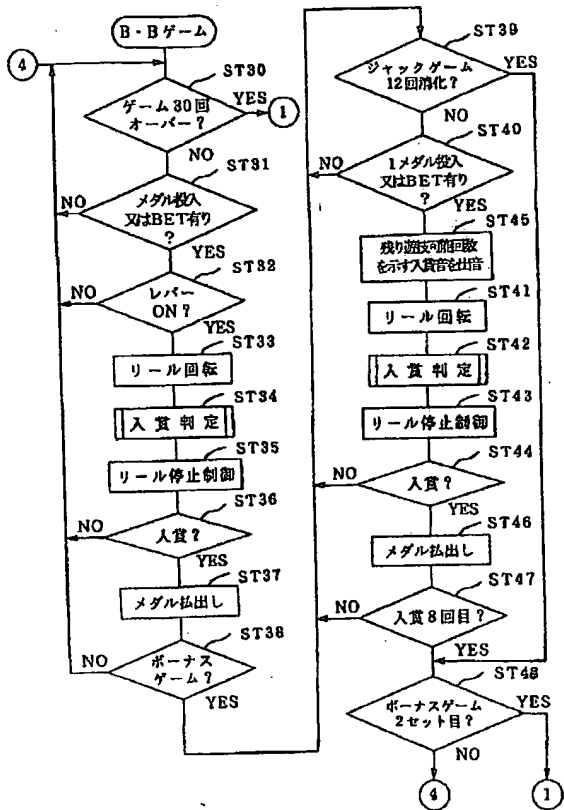 B・Bゲーム
4
ST30
ゲーム30回
オーバー?
YES
1
NO
ST31
メダル投入
又はBET有り
?
NO
YES
ST32
レバー
ON?
NO
YES
ST33
リール回転
ST34
入賞判定
ST35
リール停止制御
ST36
入賞?
NO
YES
ST37
メダル払出し
ST38
ボーナス
ゲーム?
NO
YES
ST39
ジャックゲーム
12回消化?
YES
NO
ST40
1メダル投入
又はBET有り
?
NO
YES
ST45
残り遊技可能回数
を示す入賞音を出音
ST41
リール回転
ST42
入賞判定
ST43
リール停止制御
ST44
入賞?
NO
YES
ST46
メダル払出し
ST47
入賞8回目?
NO
YES
ST48
ボーナスゲーム
2セット目?
YES
NO
4
1